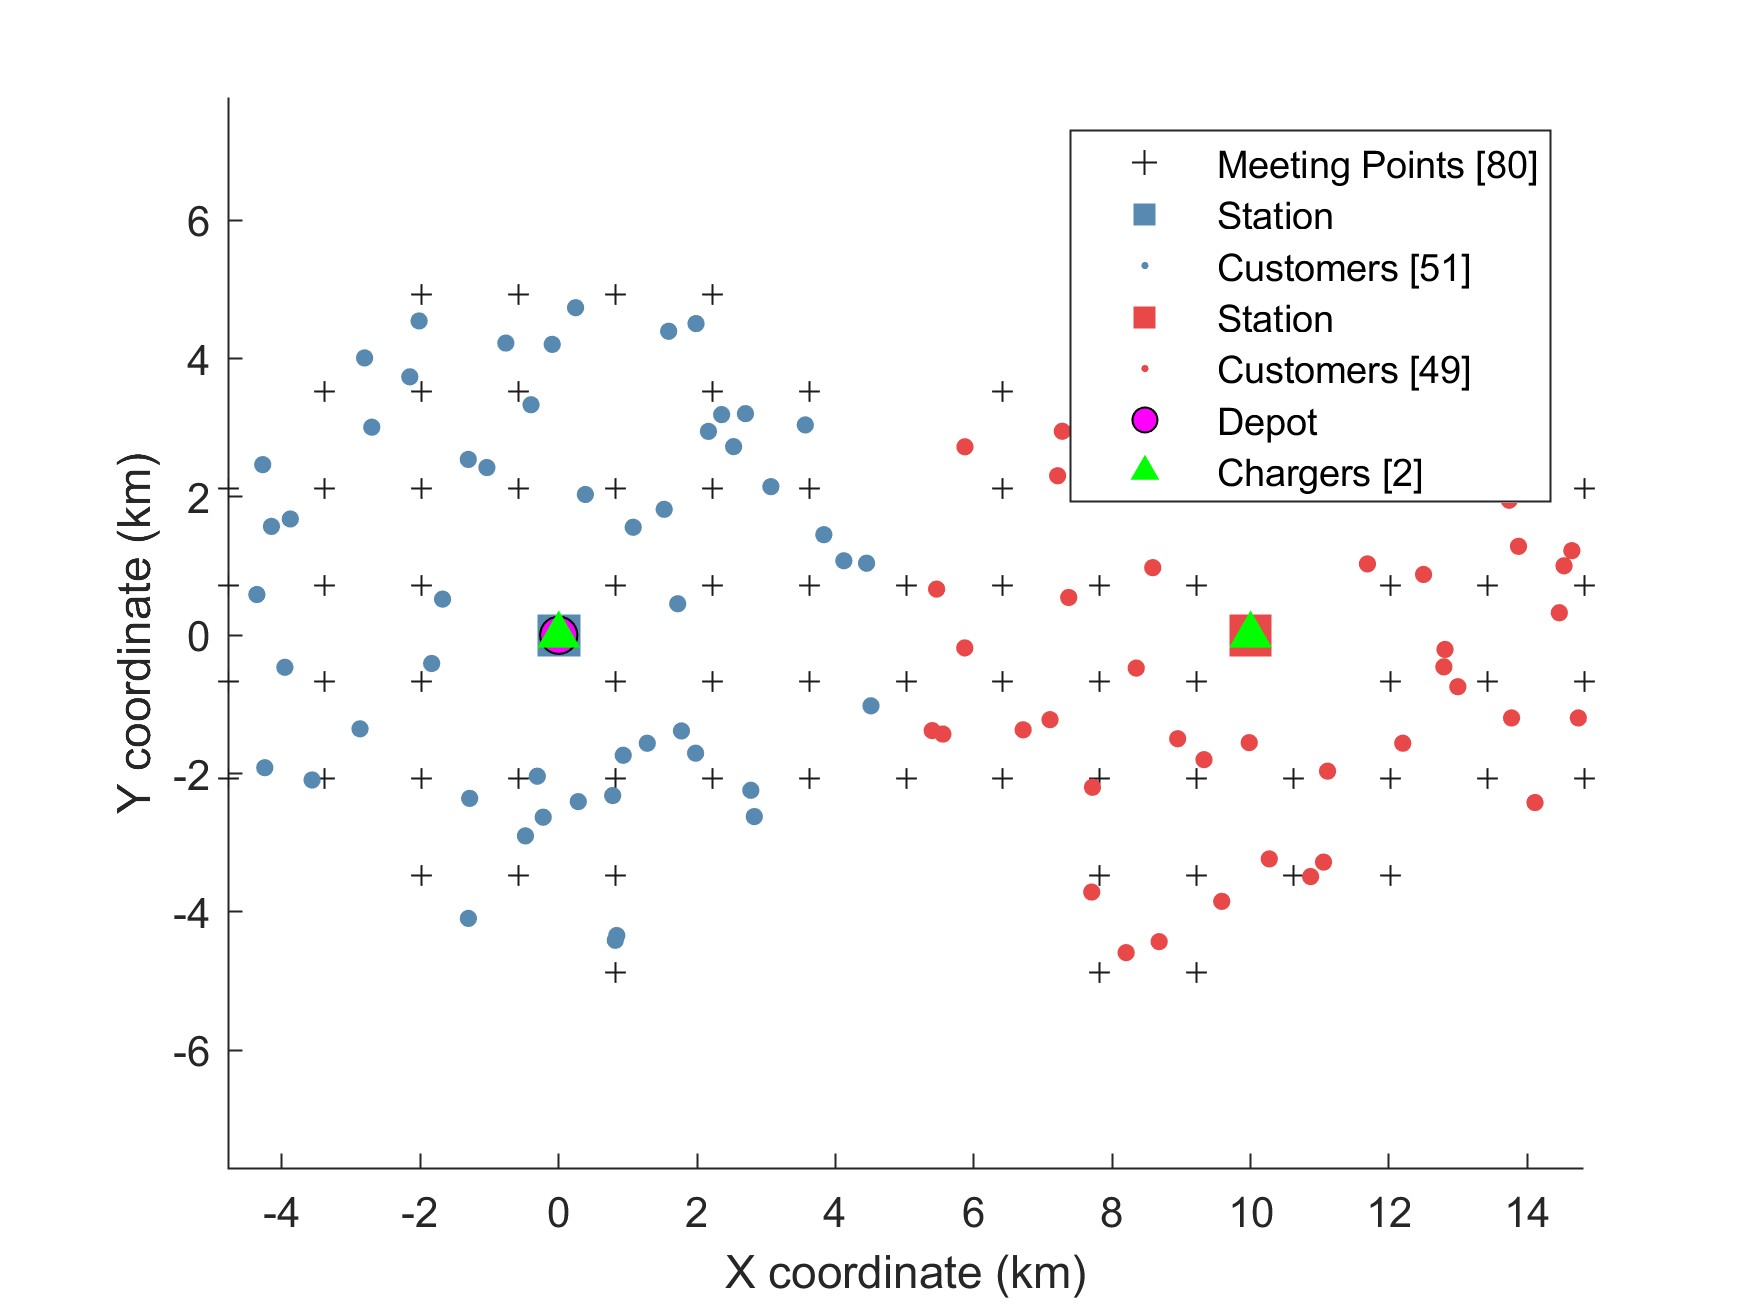 Meeting Points [80]
Station
Customers [51]
Station
Customers [49]
Depot
Chargers [2]
6
4
2
0
-2
-4
-6
Y coordinate (km)
-4 -2 0 2 4 6 8 10 12 14
X coordinate (km)